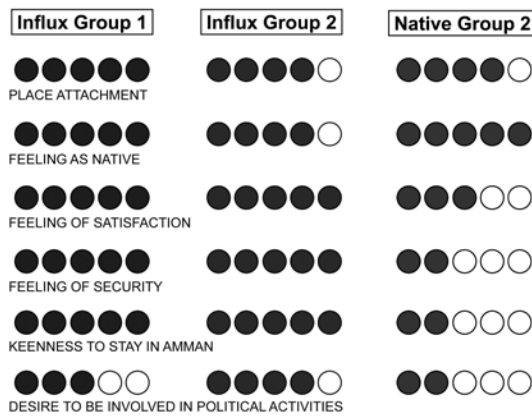 Influx Group 1
Influx Group 2
Native Group 2
PLACE ATTACHMENT
FEELING AS NATIVE
FEELING OF SATISFACTION
FEELING OF SECURITY
KEENNESS TO STAY IN AMMAN
DESIRE TO BE INVOLVED IN POLITICAL ACTIVITIES